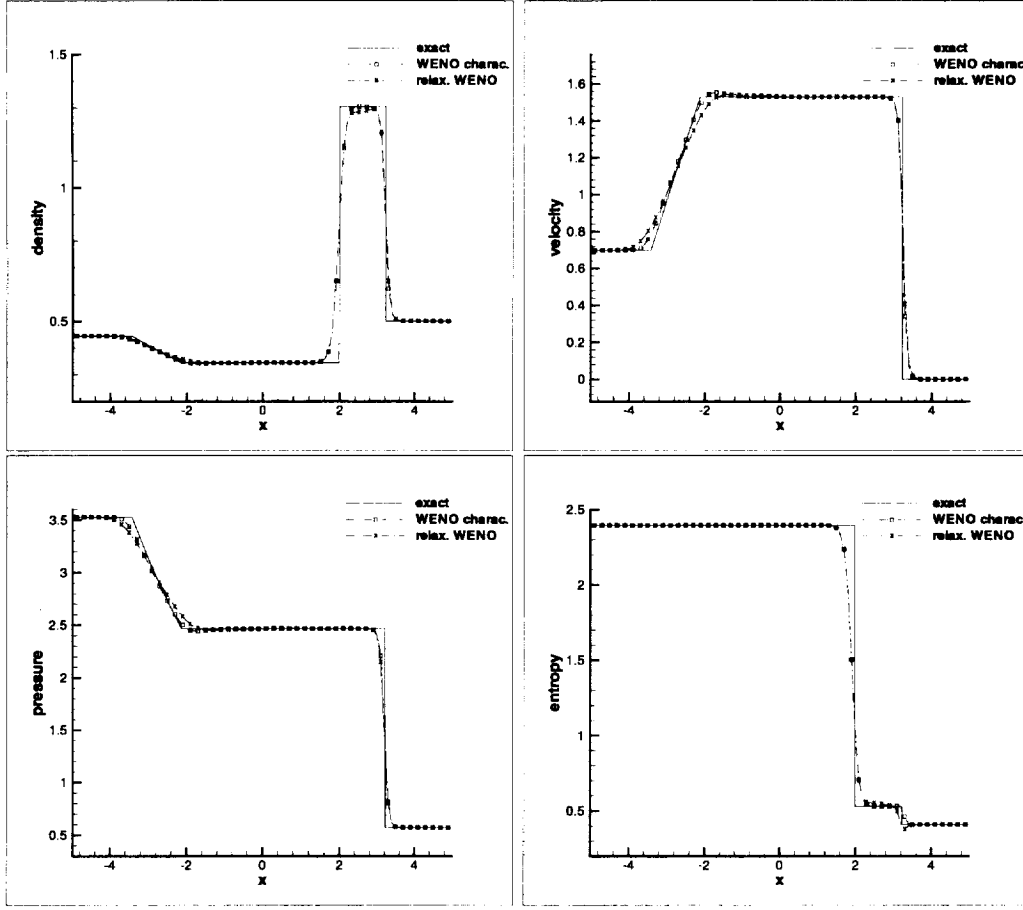 exact
WENO charac.
relax. WENO
1.5
1
0.5
density
-4
-2
0
2
4
x
exact
WENO charac.
relax. WENO
1.6
1.4
1.2
1
0.8
0.6
0.4
0.2
0
velocity
-4
-2
0
2
4
x
exact
WENO charac.
relax. WENO
3.5
3
2.5
2
1.5
1
0.5
pressure
-4
-2
0
2
4
x
exact
WENO charac.
relax. WENO
2.5
2
1.5
1
0.5
entropy
-4
-2
0
2
4
x